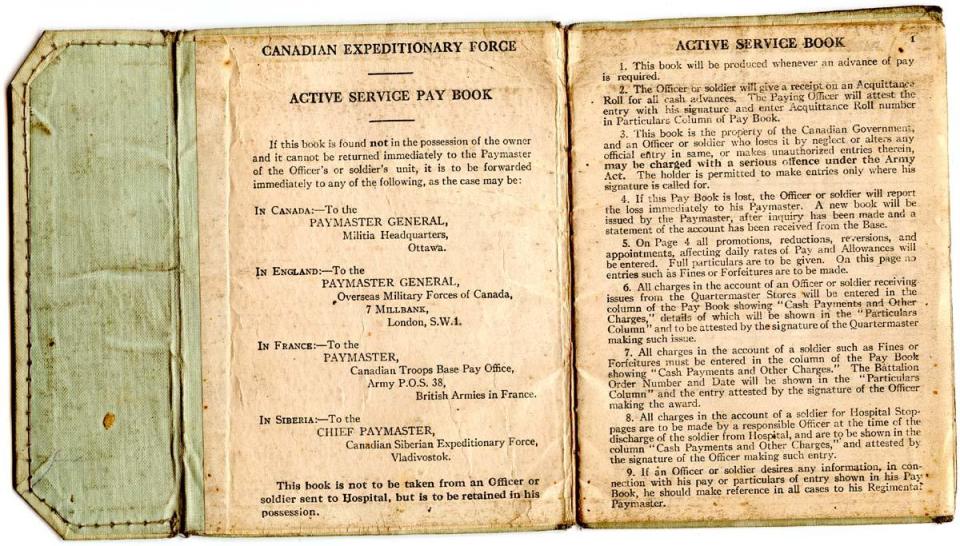 CANADIAN EXPEDITIONARY FORCE
ACTIVE SERVICE PAY BOOK
If this book is found not in the possession of the owner
and it cannot be returned immediately to the Paymaster
of the Officer's or soldier's unit, it is to be forwarded
immediately to any of the following, as the case may be:
IN CANADA:—To the
PAYMASTER GENERAL,
Militia Headquarters,
Ottawa.
IN ENGLAND:—To the
PAYMASTER GENERAL,
Overseas Military Forces of Canada,
7 MILLBANK,
London, S.W.1.
IN FRANCE:—To the
PAYMASTER,
Canadian Troops Base Pay Office,
Army P.O.S. 38,
British Armies in France.
IN SIBERIA:—To the
CHIEF PAYMASTER,
Canadian Siberian Expeditionary Force,
Vladivostok.
This book is not to be taken from an Officer or
soldier sent to Hospital, but is to be retained in his
possession.
ACTIVE SERVICE BOOK 1
1. This book will be produced whenever an advance of pay
is required.
2. The Officer or soldier will give a receipt on an Acquittance
Roll for all cash advances. The Paying Officer will attest the
entry with his signature and enter Acquittance Roll number
in Particulars Column of Pay Book.
3. This book is the property of the Canadian Government,
and an Officer or soldier who loses it by neglect or alters any
official entry in same, or makes unauthorized entries therein,
may be charged with a serious offence under the Army
Act. The holder is permitted to make entries only where his
signature is called for.
4. If this Pay Book is lost, the Officer or soldier will report
the loss immediately to his Paymaster. A new book will be
issued by the Paymaster, after inquiry has been made and a
statement of the account has been received from the Base.
5. On Page 4 all promotions, reductions, reversions, and
appointments, affecting daily rates of Pay and Allowances will
be entered. Full particulars are to be given. On this page no
entries such as Fines or Forfeitures are to be made.
6. All charges in the account of an Officer or soldier receiving
issues from the Quartermaster Stores will be entered in the
column of the Pay Book showing "Cash Payments and Other
Charges," details of which will be shown in the "Particulars
Column" and to be attested by the signature of the Quartermaster
making such issue.
7. All charges in the account of a soldier such as Fines or
Forfeitures must be entered in the column of the Pay Book
showing "Cash Payments and Other Charges." The Battalion
Order Number and Date will be shown in the "Particulars
Column" and the entry attested by the signature of the Officer
making the award.
8. All charges in the account of a soldier for Hospital Stop-
pages are to be made by a responsible Officer at the time of the
discharge of the soldier from Hospital, and are to be shown in the
column "Cash Payments and Other Charges," and attested by
the signature of the Officer making such entry.
9. If an Officer or soldier desires any information, in con-
nection with his pay or particulars of entry shown in his Pay
Book, he should make reference in all cases to his Regimental
Paymaster.